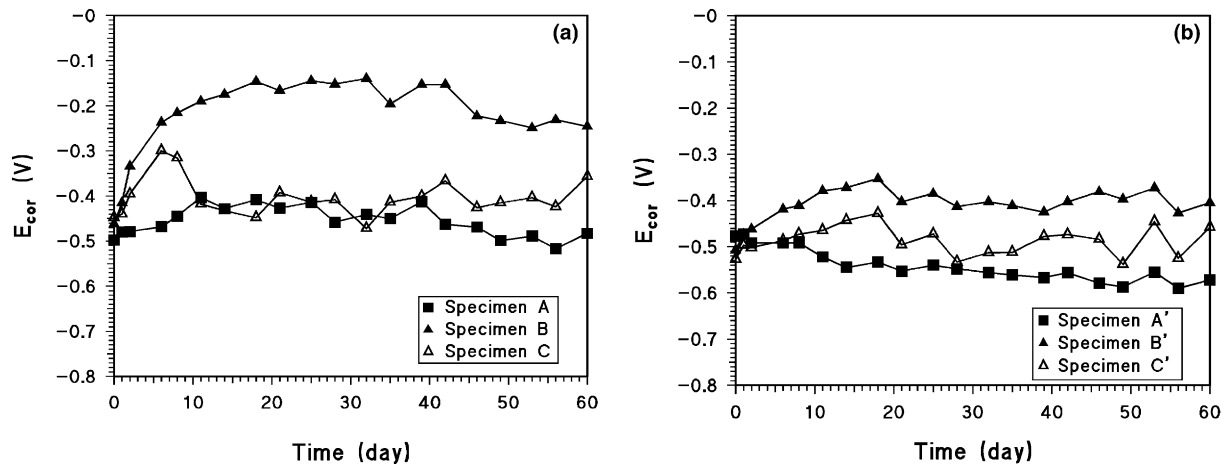 (a)
E_cor (V)
−0
−0.1
−0.2
−0.3
−0.4
−0.5
−0.6
−0.7
−0.8
0 10 20 30 40 50 60
Time (day)
Specimen A
Specimen B
Specimen C
(b)
E_cor (V)
−0
−0.1
−0.2
−0.3
−0.4
−0.5
−0.6
−0.7
−0.8
0 10 20 30 40 50 60
Time (day)
Specimen A'
Specimen B'
Specimen C'